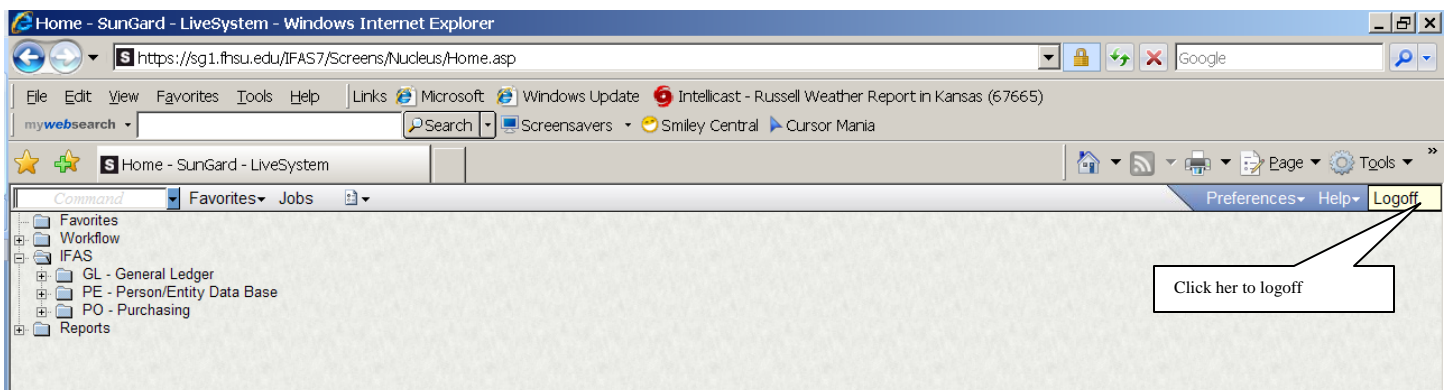 Home - SunGard - LiveSystem - Windows Internet Explorer
https://sg1.fhsu.edu/IFAS7/Screens/Nucleus/Home.asp Google
File Edit View Favorites Tools Help Links Microsoft Windows Update Intellicast - Russell Weather Report in Kansas (67665)
mywebsearch Search Screensavers Smiley Central Cursor Mania
S Home - SunGard - LiveSystem Page Tools »
Command Favorites Jobs Preferences Help Logoff
Favorites
Workflow
IFAS
GL - General Ledger
PE - Person/Entity Data Base
PO - Purchasing
Reports
Click her to logoff